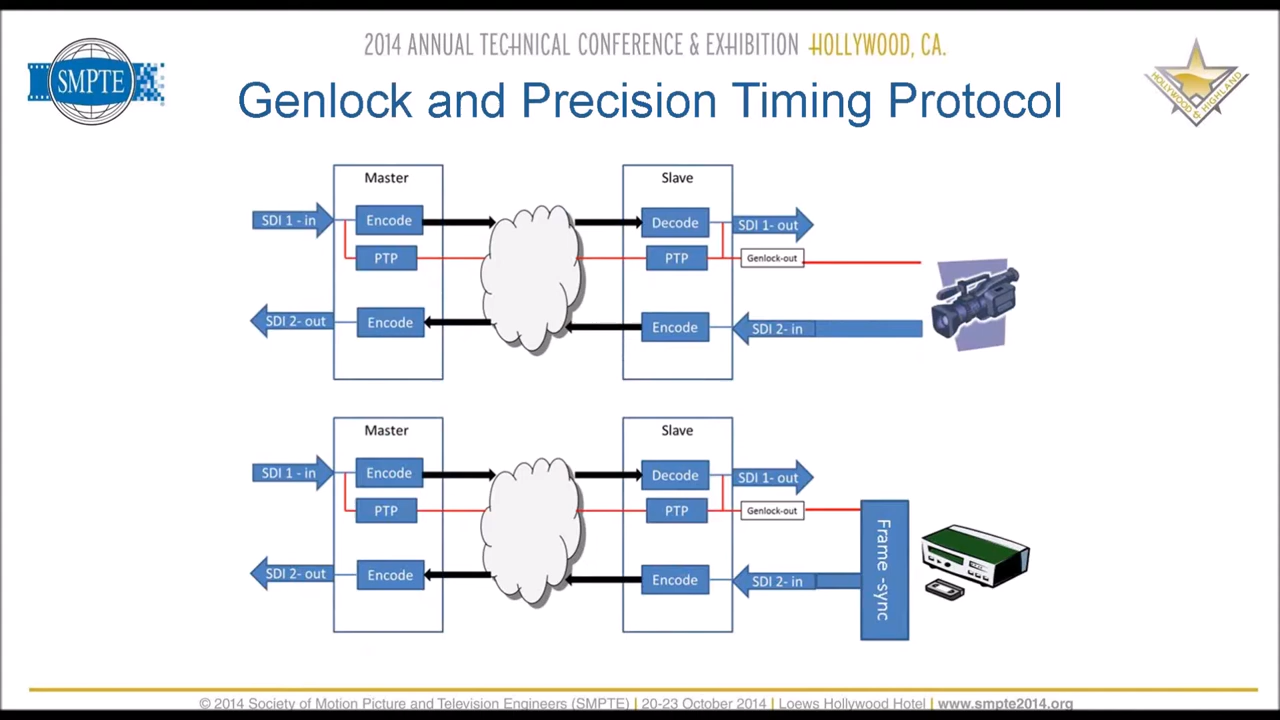 2014 ANNUAL TECHNICAL CONFERENCE & EXHIBITION HOLLYWOOD, CA.
SMPTE
HOLLYWOOD & HIGHLAND
Genlock and Precision Timing Protocol
Master
Slave
SDI 1 - in
Encode
Decode
SDI 1- out
PTP
PTP
Genlock-out
SDI 2- out
Encode
Encode
SDI 2- in
Master
Slave
SDI 1 - in
Encode
Decode
SDI 1- out
PTP
PTP
Genlock-out
SDI 2- out
Encode
Encode
SDI 2- in
Frame -sync
© 2014 Society of Motion Picture and Television Engineers (SMPTE) | 20-23 October 2014 | Loews Hollywood Hotel | www.smpte2014.org